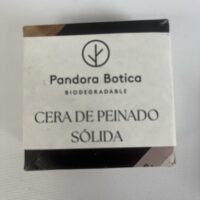 Pandora Botica
BIODEGRADABLE
CERA DE PEINADO
SÓLIDA